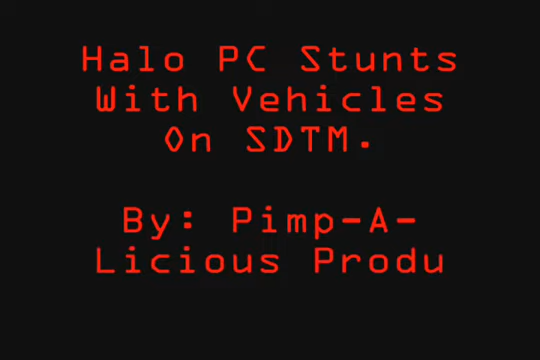 Halo PC Stunts
With Vehicles
On SDTM.
By: Pimp-A-
Licious Produ